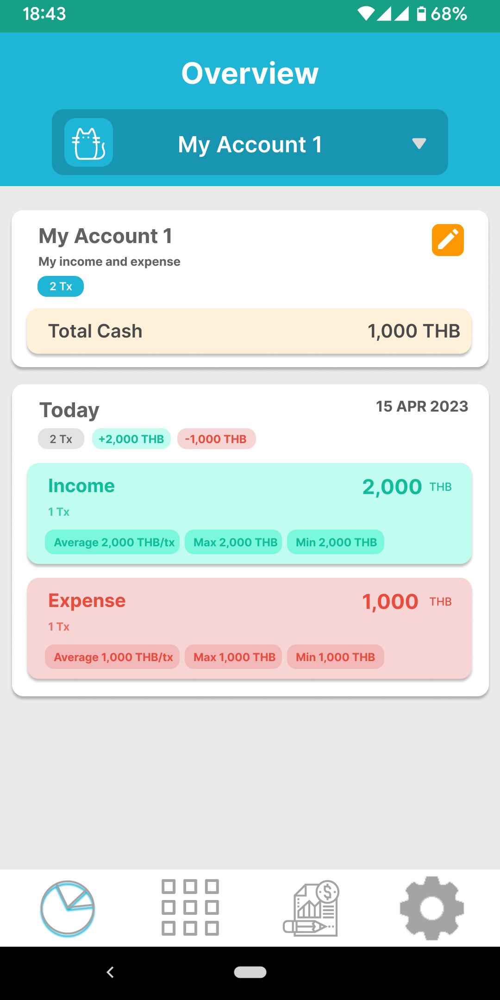 18:43 68%
Overview
My Account 1
My Account 1
My income and expense
2 Tx
Total Cash 1,000 THB
Today 15 APR 2023
2 Tx +2,000 THB -1,000 THB
Income 2,000 THB
1 Tx
Average 2,000 THB/tx Max 2,000 THB Min 2,000 THB
Expense 1,000 THB
1 Tx
Average 1,000 THB/tx Max 1,000 THB Min 1,000 THB
$